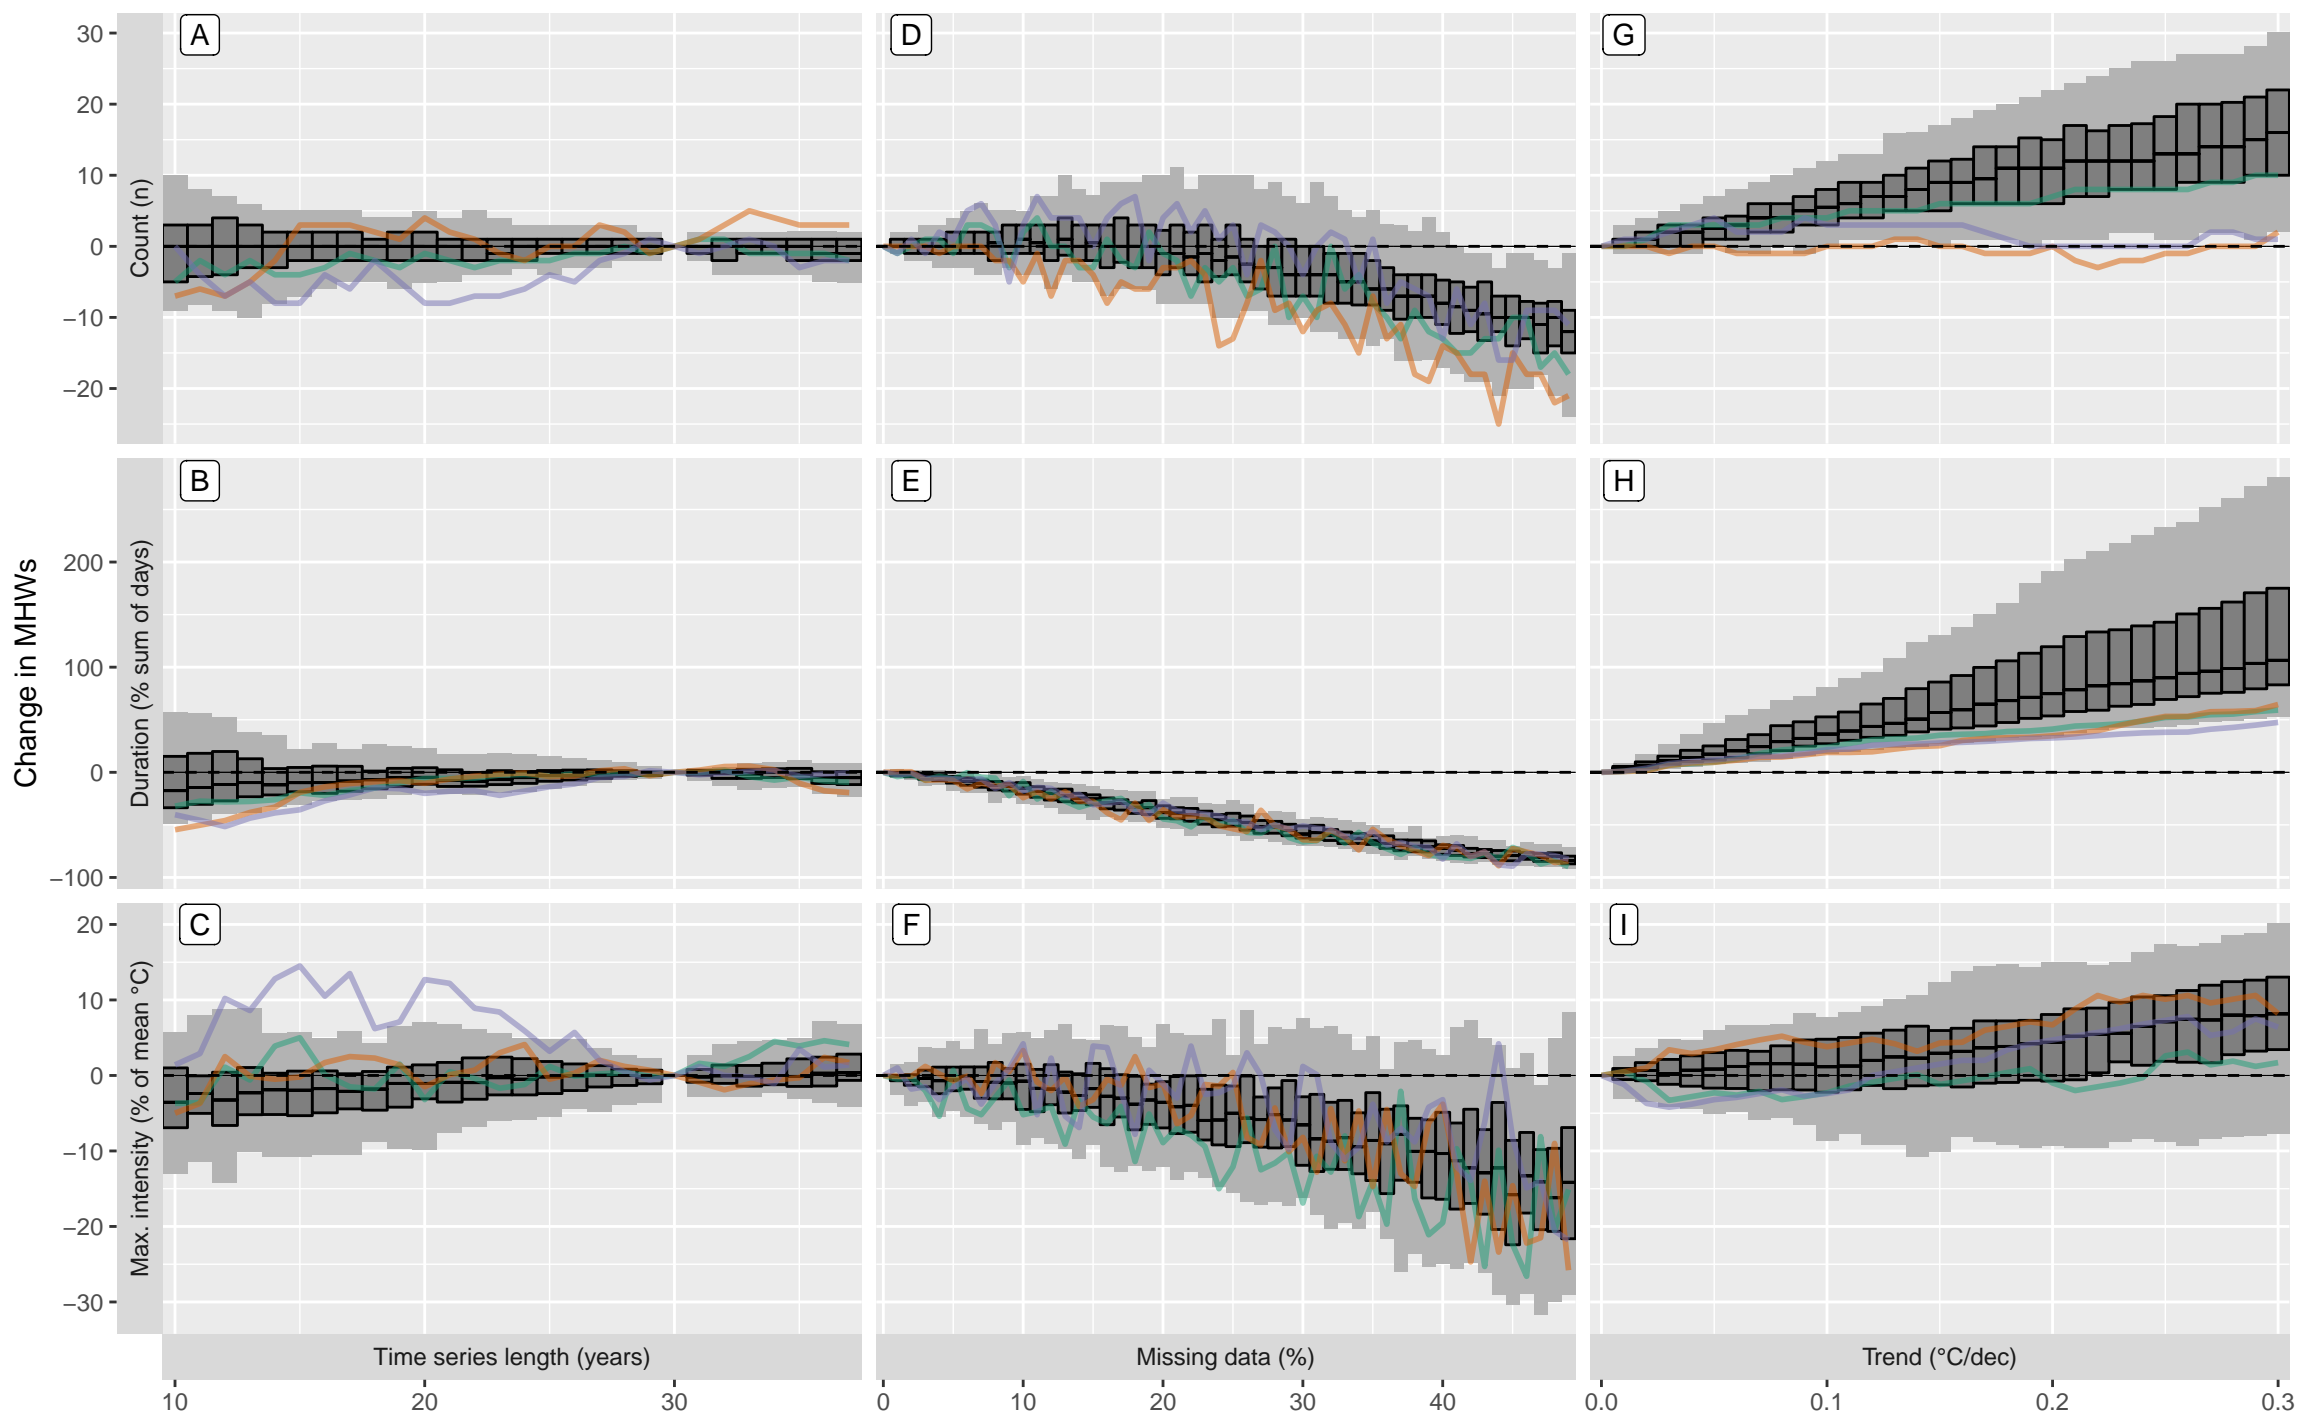 A
D
G
30
20
10
0
−10
−20
Count (n)
B
E
H
200
100
0
−100
Duration (% sum of days)
Change in MHWs
C
F
I
20
10
0
−10
−20
−30
Max. intensity (% of mean °C)
Time series length (years)
Missing data (%)
Trend (°C/dec)
10 20 30
0 10 20 30 40
0.0 0.1 0.2 0.3